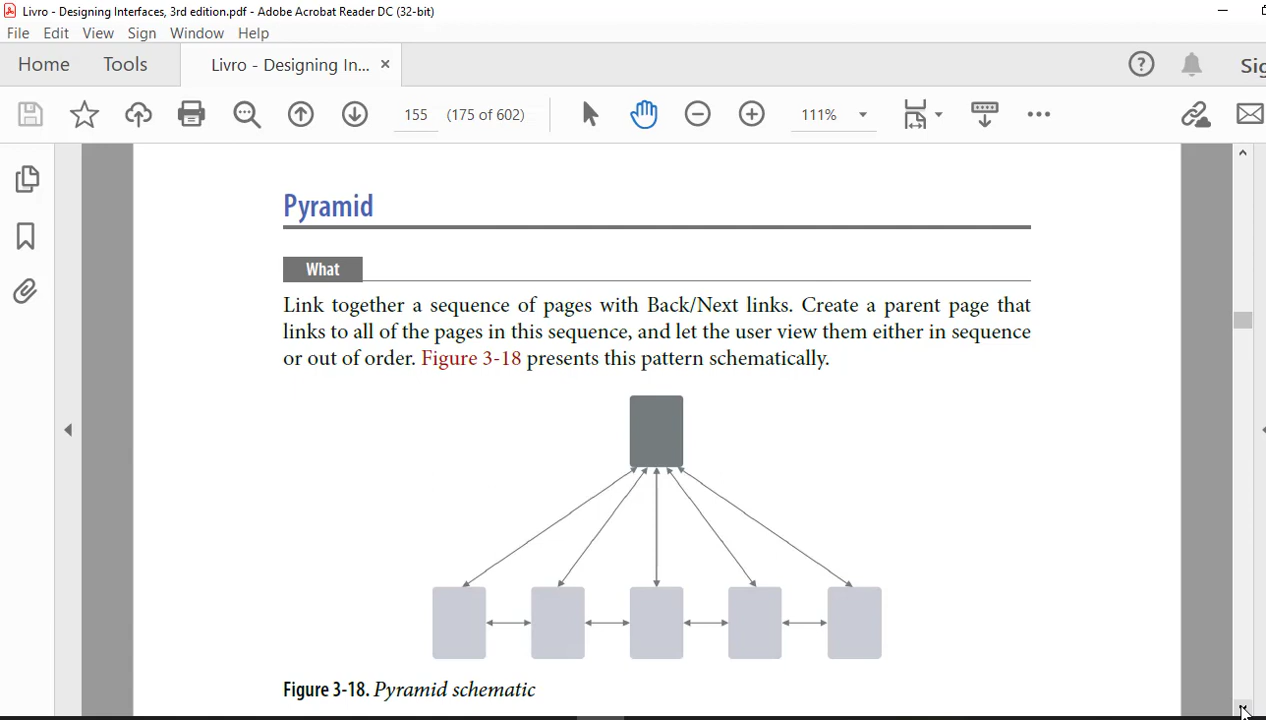 Livro - Designing Interfaces, 3rd edition.pdf - Adobe Acrobat Reader DC (32-bit)
File Edit View Sign Window Help
Home Tools Livro - Designing In... ×
Sig
155 (175 of 602) 111%
Pyramid
What
Link together a sequence of pages with Back/Next links. Create a parent page that
links to all of the pages in this sequence, and let the user view them either in sequence
or out of order. Figure 3-18 presents this pattern schematically.
Figure 3-18. Pyramid schematic